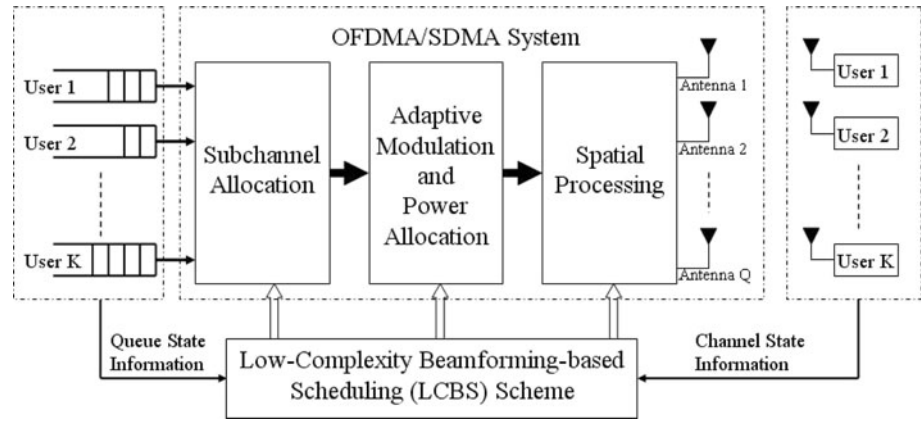 OFDMA/SDMA System
User 1
User 2
User K
Subchannel
Allocation
Adaptive
Modulation
and
Power
Allocation
Spatial
Processing
Antenna 1
Antenna 2
Antenna Q
User 1
User 2
User K
Queue State
Information
Low-Complexity Beamforming-based
Scheduling (LCBS) Scheme
Channel State
Information